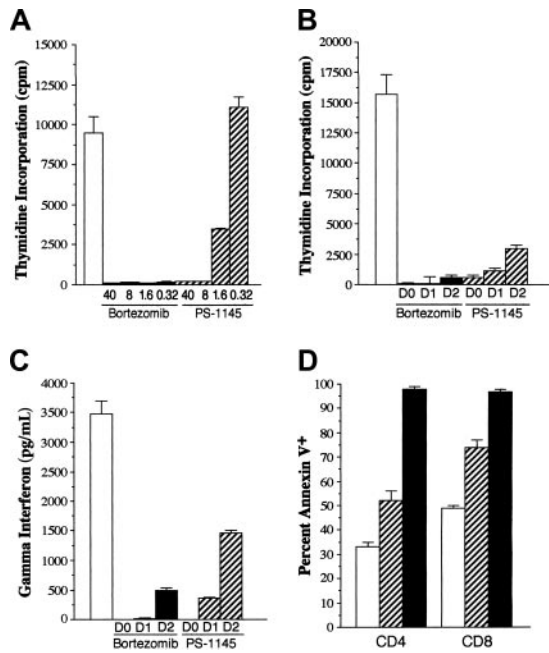 A
Thymidine Incorporation (cpm)
15000
12500
10000
7500
5000
2500
0
40 8 1.6 0.32 40 8 1.6 0.32
Bortezomib PS-1145
B
Thymidine Incorporation (cpm)
20000
17500
15000
12500
10000
7500
5000
2500
0
D0 D1 D2 D0 D1 D2
Bortezomib PS-1145
C
Gamma Interferon (pg/mL)
4000
3500
3000
2500
2000
1500
1000
500
0
D0 D1 D2 D0 D1 D2
Bortezomib PS-1145
D
Percent Annexin V+
100
90
80
70
60
50
40
30
20
10
0
CD4 CD8